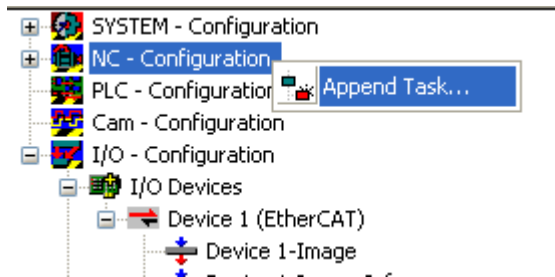 SYSTEM - Configuration
NC - Configuration
PLC - Configuration Append Task...
Cam - Configuration
I/O - Configuration
I/O Devices
Device 1 (EtherCAT)
Device 1-Image